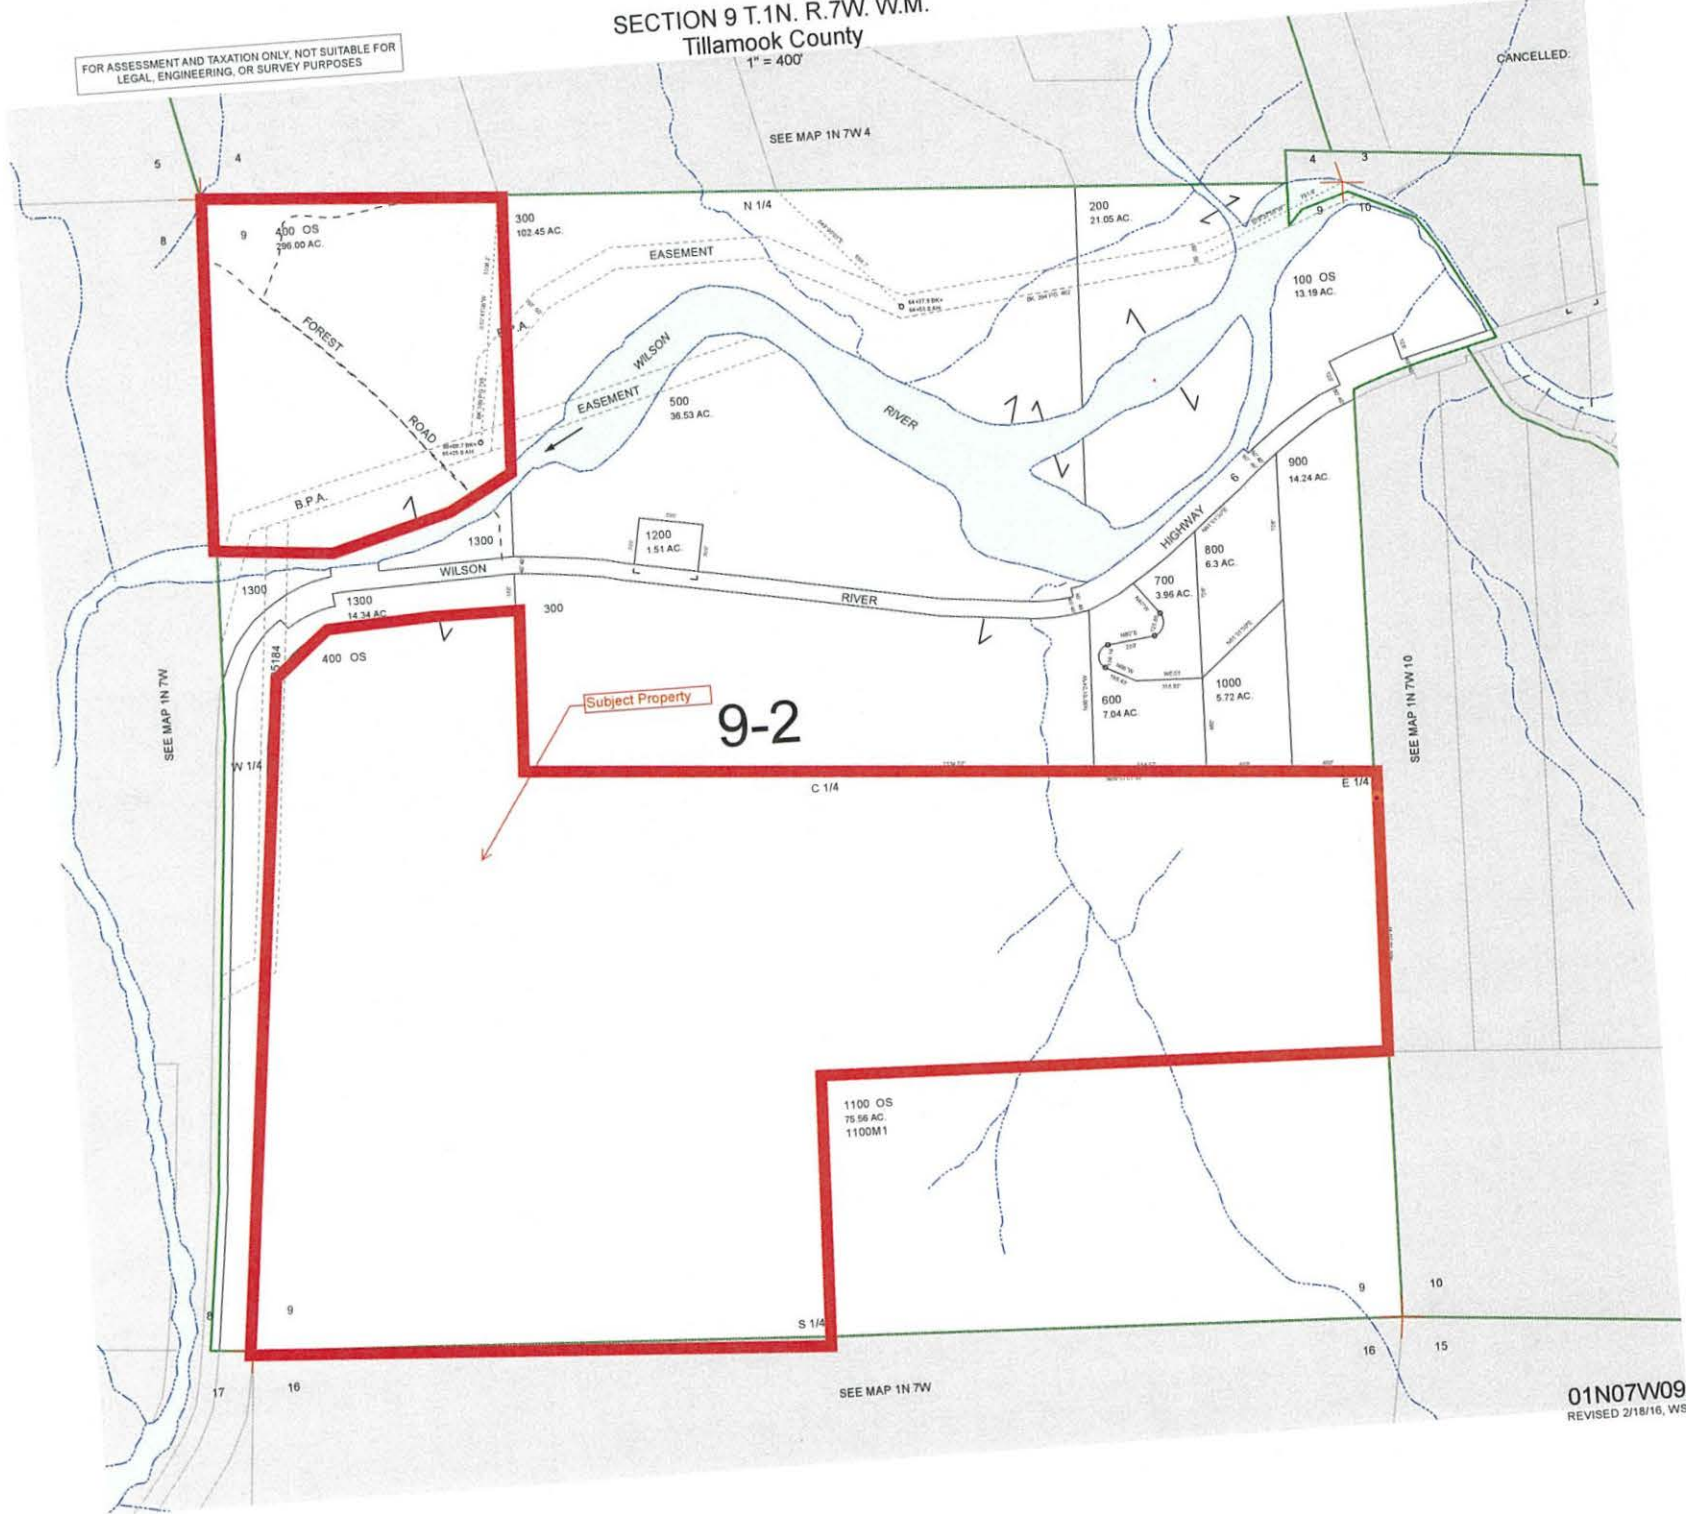 SECTION 9 T.1N. R.7W. W.M.
Tillamook County
1" = 400'
FOR ASSESSMENT AND TAXATION ONLY, NOT SUITABLE FOR
LEGAL, ENGINEERING, OR SURVEY PURPOSES
CANCELLED.
SEE MAP 1N 7W 4
5
4
4
3
8
9
9
10
400 OS
296.00 AC.
300
102.45 AC.
N 1/4
200
21.05 AC.
EASEMENT
100 OS
13.19 AC.
FOREST
ROAD
WILSON
RIVER
EASEMENT
500
36.53 AC.
B.P.A.
900
14.24 AC.
HIGHWAY 6
1300
1200
1.51 AC.
800
6.3 AC.
WILSON
RIVER
700
3.96 AC.
1300
1300
14.34 AC.
300
400 OS
5184
SEE MAP 1N 7W
Subject Property
9-2
600
7.04 AC.
WEST
1000
5.72 AC.
SEE MAP 1N 7W 10
W 1/4
C 1/4
E 1/4
1100 OS
75.56 AC.
1100M1
8
9
S 1/4
9
10
17
16
16
15
SEE MAP 1N 7W
01N07W09
REVISED 2/18/16, WS